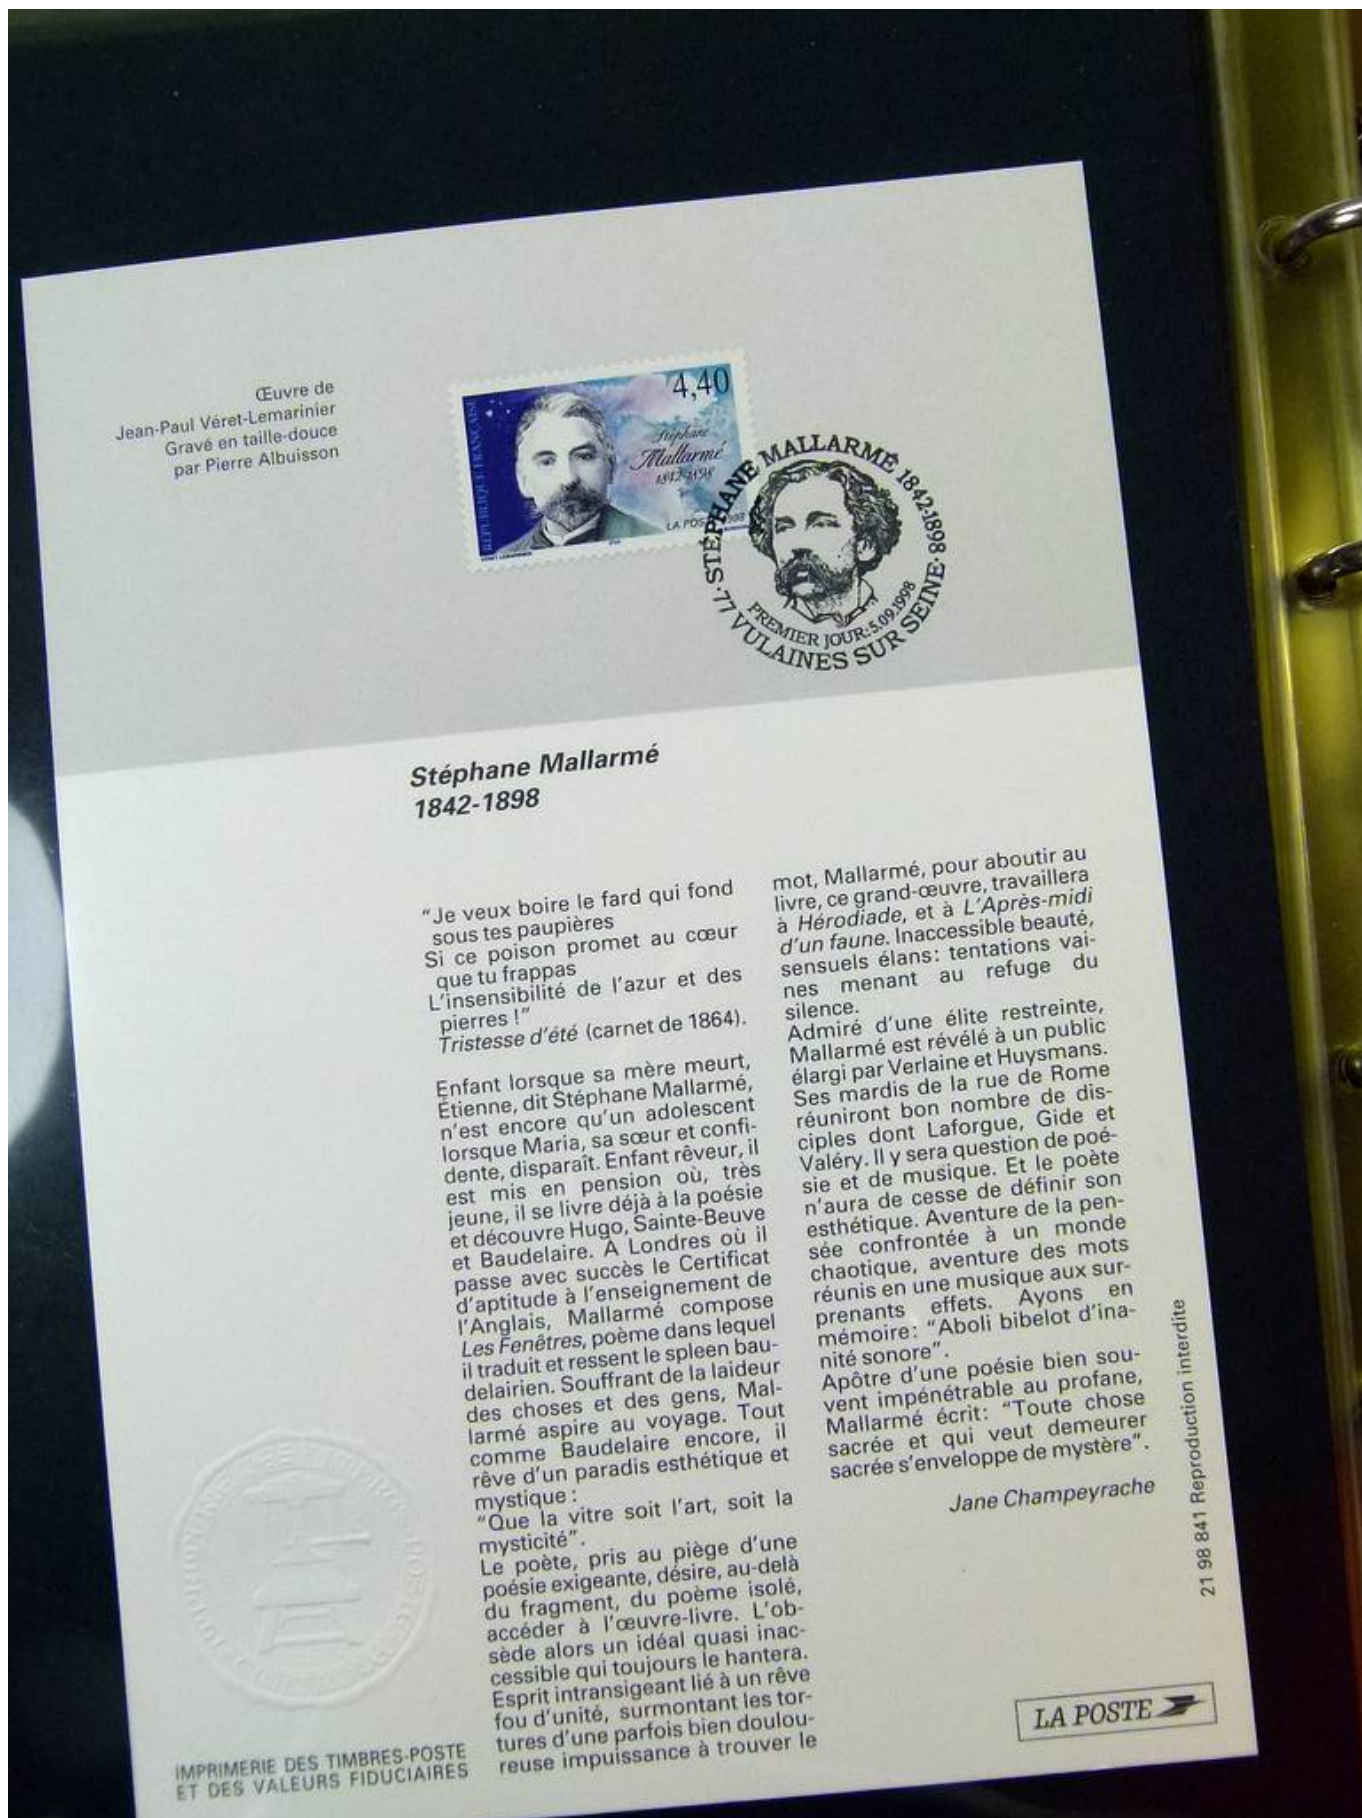 Œuvre de
Jean-Paul Véret-Lemarinier
Gravé en taille-douce
par Pierre Albuisson
RÉPUBLIQUE FRANÇAISE
4,40
Stéphane
Mallarmé
1842-1898
LA POS
VÉRET-LEMARINIER
STÉPHANE MALLARMÉ 1842-1898
PREMIER JOUR: 5.09.1998
77 VULAINES SUR SEINE
Stéphane Mallarmé
1842-1898
“Je veux boire le fard qui fond
sous tes paupières
Si ce poison promet au cœur
que tu frappas
L’insensibilité de l’azur et des
pierres !”
Tristesse d’été (carnet de 1864).
Enfant lorsque sa mère meurt,
Étienne, dit Stéphane Mallarmé,
n’est encore qu’un adolescent
lorsque Maria, sa sœur et confi-
dente, disparaît. Enfant rêveur, il
est mis en pension où, très
jeune, il se livre déjà à la poésie
et découvre Hugo, Sainte-Beuve
et Baudelaire. À Londres où il
passe avec succès le Certificat
d’aptitude à l’enseignement de
l’Anglais, Mallarmé compose
Les Fenêtres, poème dans lequel
il traduit et ressent le spleen bau-
delairien. Souffrant de la laideur
des choses et des gens, Mal-
larmé aspire au voyage. Tout
comme Baudelaire encore, il
rêve d’un paradis esthétique et
mystique :
“Que la vitre soit l’art, soit la
mysticité”.
Le poète, pris au piège d’une
poésie exigeante, désire, au-delà
du fragment, du poème isolé,
accéder à l’œuvre-livre. L’ob-
sède alors un idéal quasi inac-
cessible qui toujours le hantera.
Esprit intransigeant lié à un rêve
fou d’unité, surmontant les tor-
tures d’une parfois bien doulou-
reuse impuissance à trouver le
mot, Mallarmé, pour aboutir au
livre, ce grand-œuvre, travaillera
à Hérodiade, et à L’Après-midi
d’un faune. Inaccessible beauté,
sensuels élans: tentations vai-
nes menant au refuge du
silence.
Admiré d’une élite restreinte,
Mallarmé est révélé à un public
élargi par Verlaine et Huysmans.
Ses mardis de la rue de Rome
réuniront bon nombre de dis-
ciples dont Laforgue, Gide et
Valéry. Il y sera question de poé-
sie et de musique. Et le poète
n’aura de cesse de définir son
esthétique. Aventure de la pen-
sée confrontée à un monde
chaotique, aventure des mots
réunis en une musique aux sur-
prenants effets. Ayons en
mémoire: “Aboli bibelot d’ina-
nité sonore”.
Apôtre d’une poésie bien sou-
vent impénétrable au profane,
Mallarmé écrit: “Toute chose
sacrée et qui veut demeurer
sacrée s’enveloppe de mystère”.
Jane Champeyrache
21 98 841 Reproduction interdite
LA POSTE
IMPRIMERIE DES TIMBRES-POSTE
ET DES VALEURS FIDUCIAIRES